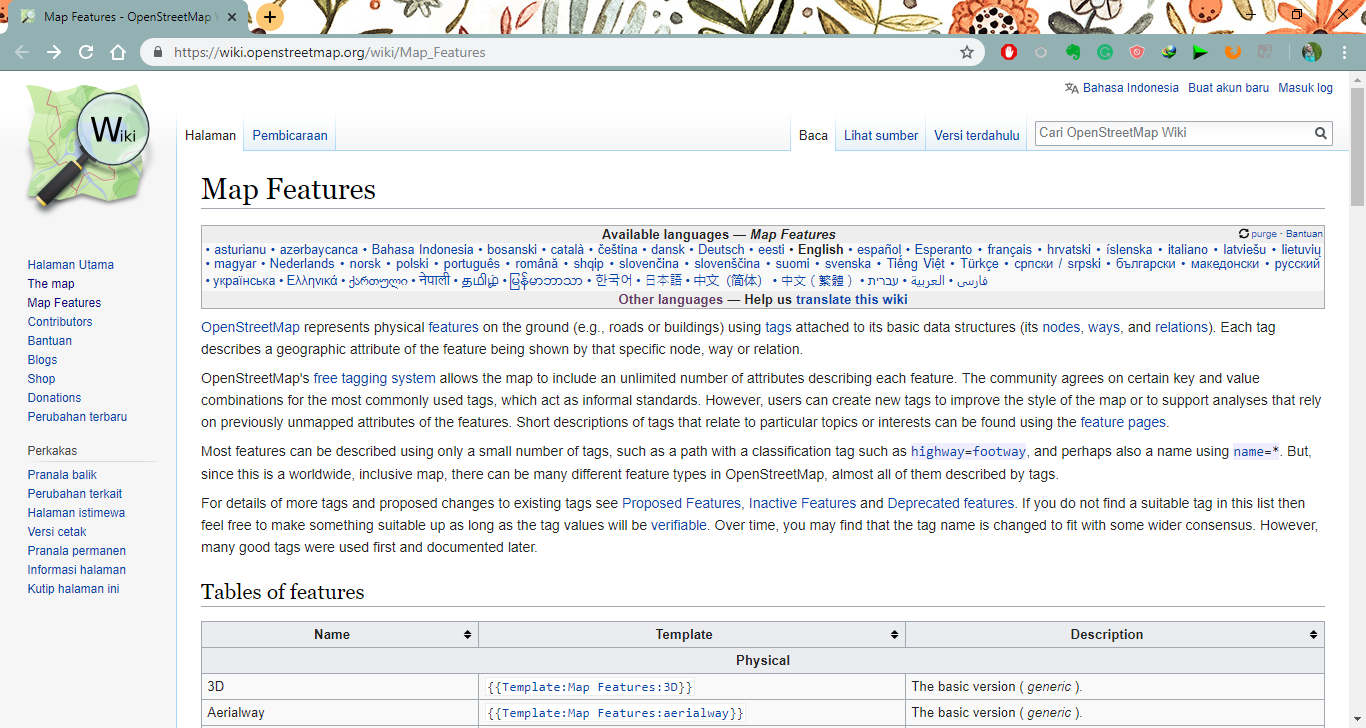 Map Features - OpenStreetMap W
https://wiki.openstreetmap.org/wiki/Map_Features
Wiki
Bahasa Indonesia Buat akun baru Masuk log
Halaman Pembicaraan Baca Lihat sumber Versi terdahulu Cari OpenStreetMap Wiki
Map Features
Available languages — Map Features purge · Bantuan
• asturianu • azərbaycanca • Bahasa Indonesia • bosanski • català • čeština • dansk • Deutsch • eesti • English • español • Esperanto • français • hrvatski • íslenska • italiano • latviešu • lietuvių
• magyar • Nederlands • norsk • polski • português • română • shqip • slovenčina • slovenščina • suomi • svenska • Tiếng Việt • Türkçe • српски / srpski • български • македонски • русский
• українська • Ελληνικά • ქართული • नेपाली • தமிழ் • မြန်မာဘာသာ • 한국어 • 日本語 • 中文（简体） • 中文（繁體） • עברית • العربية • فارسی
Other languages — Help us translate this wiki
OpenStreetMap represents physical features on the ground (e.g., roads or buildings) using tags attached to its basic data structures (its nodes, ways, and relations). Each tag
describes a geographic attribute of the feature being shown by that specific node, way or relation.
OpenStreetMap's free tagging system allows the map to include an unlimited number of attributes describing each feature. The community agrees on certain key and value
combinations for the most commonly used tags, which act as informal standards. However, users can create new tags to improve the style of the map or to support analyses that rely
on previously unmapped attributes of the features. Short descriptions of tags that relate to particular topics or interests can be found using the feature pages.
Most features can be described using only a small number of tags, such as a path with a classification tag such as highway=footway, and perhaps also a name using name=*. But,
since this is a worldwide, inclusive map, there can be many different feature types in OpenStreetMap, almost all of them described by tags.
For details of more tags and proposed changes to existing tags see Proposed Features, Inactive Features and Deprecated features. If you do not find a suitable tag in this list then
feel free to make something suitable up as long as the tag values will be verifiable. Over time, you may find that the tag name is changed to fit with some wider consensus. However,
many good tags were used first and documented later.
Tables of features
Name Template Description
Physical
3D {{Template:Map Features:3D}} The basic version ( generic ).
Aerialway {{Template:Map Features:aerialway}} The basic version ( generic ).
Halaman Utama
The map
Map Features
Contributors
Bantuan
Blogs
Shop
Donations
Perubahan terbaru
Perkakas
Pranala balik
Perubahan terkait
Halaman istimewa
Versi cetak
Pranala permanen
Informasi halaman
Kutip halaman ini